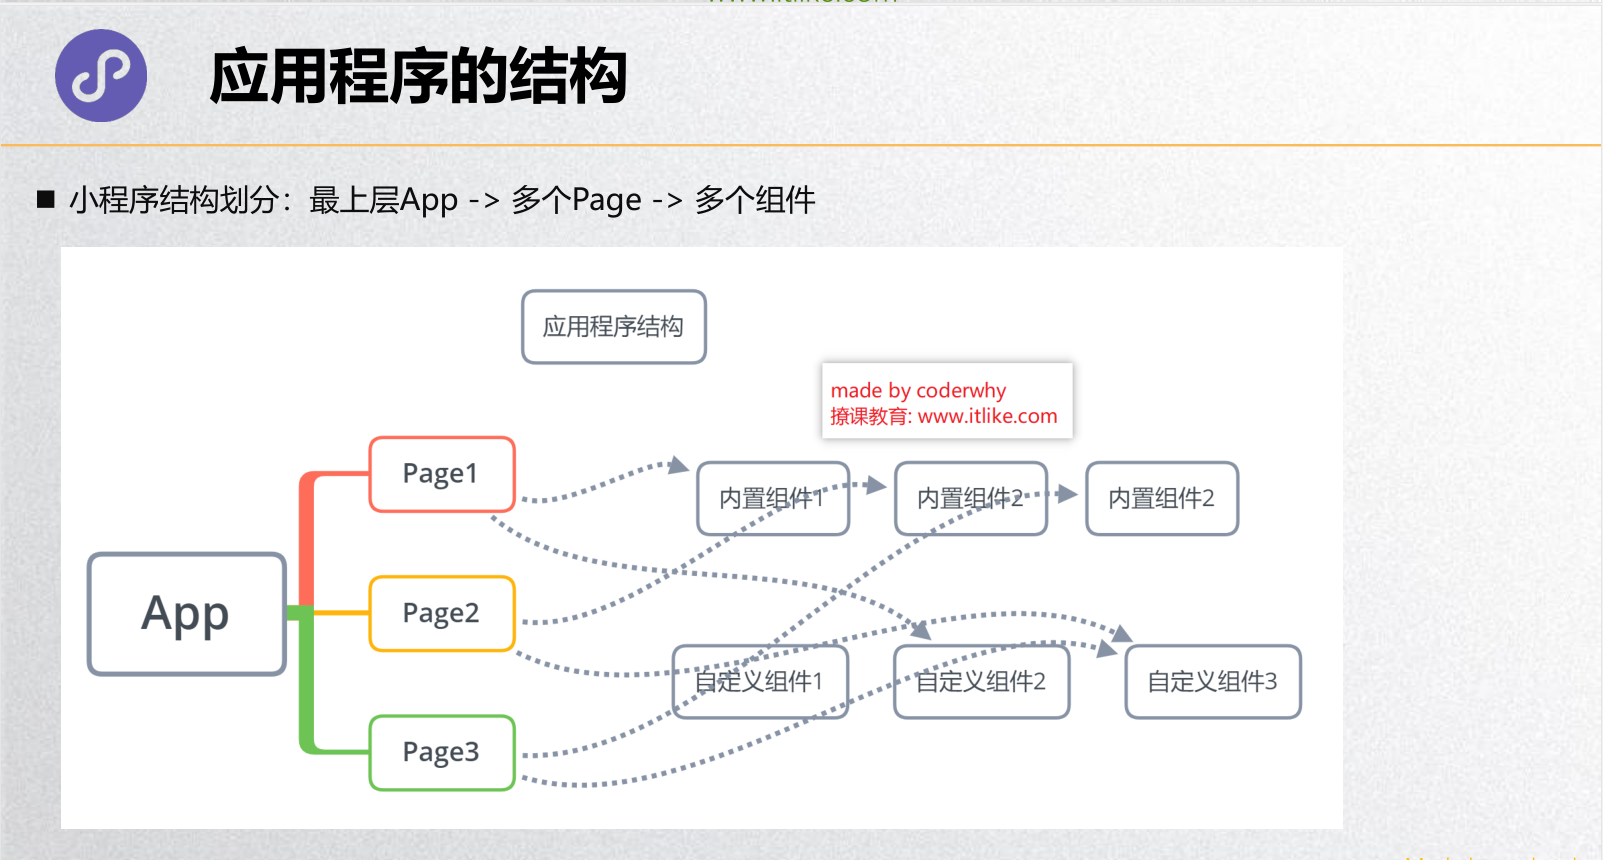 应用程序的结构
小程序结构划分：最上层App -> 多个Page -> 多个组件
应用程序结构
made by coderwhy
撩课教育: www.itlike.com
Page1
内置组件1
内置组件2
内置组件2
App
Page2
自定义组件1
自定义组件2
自定义组件3
Page3